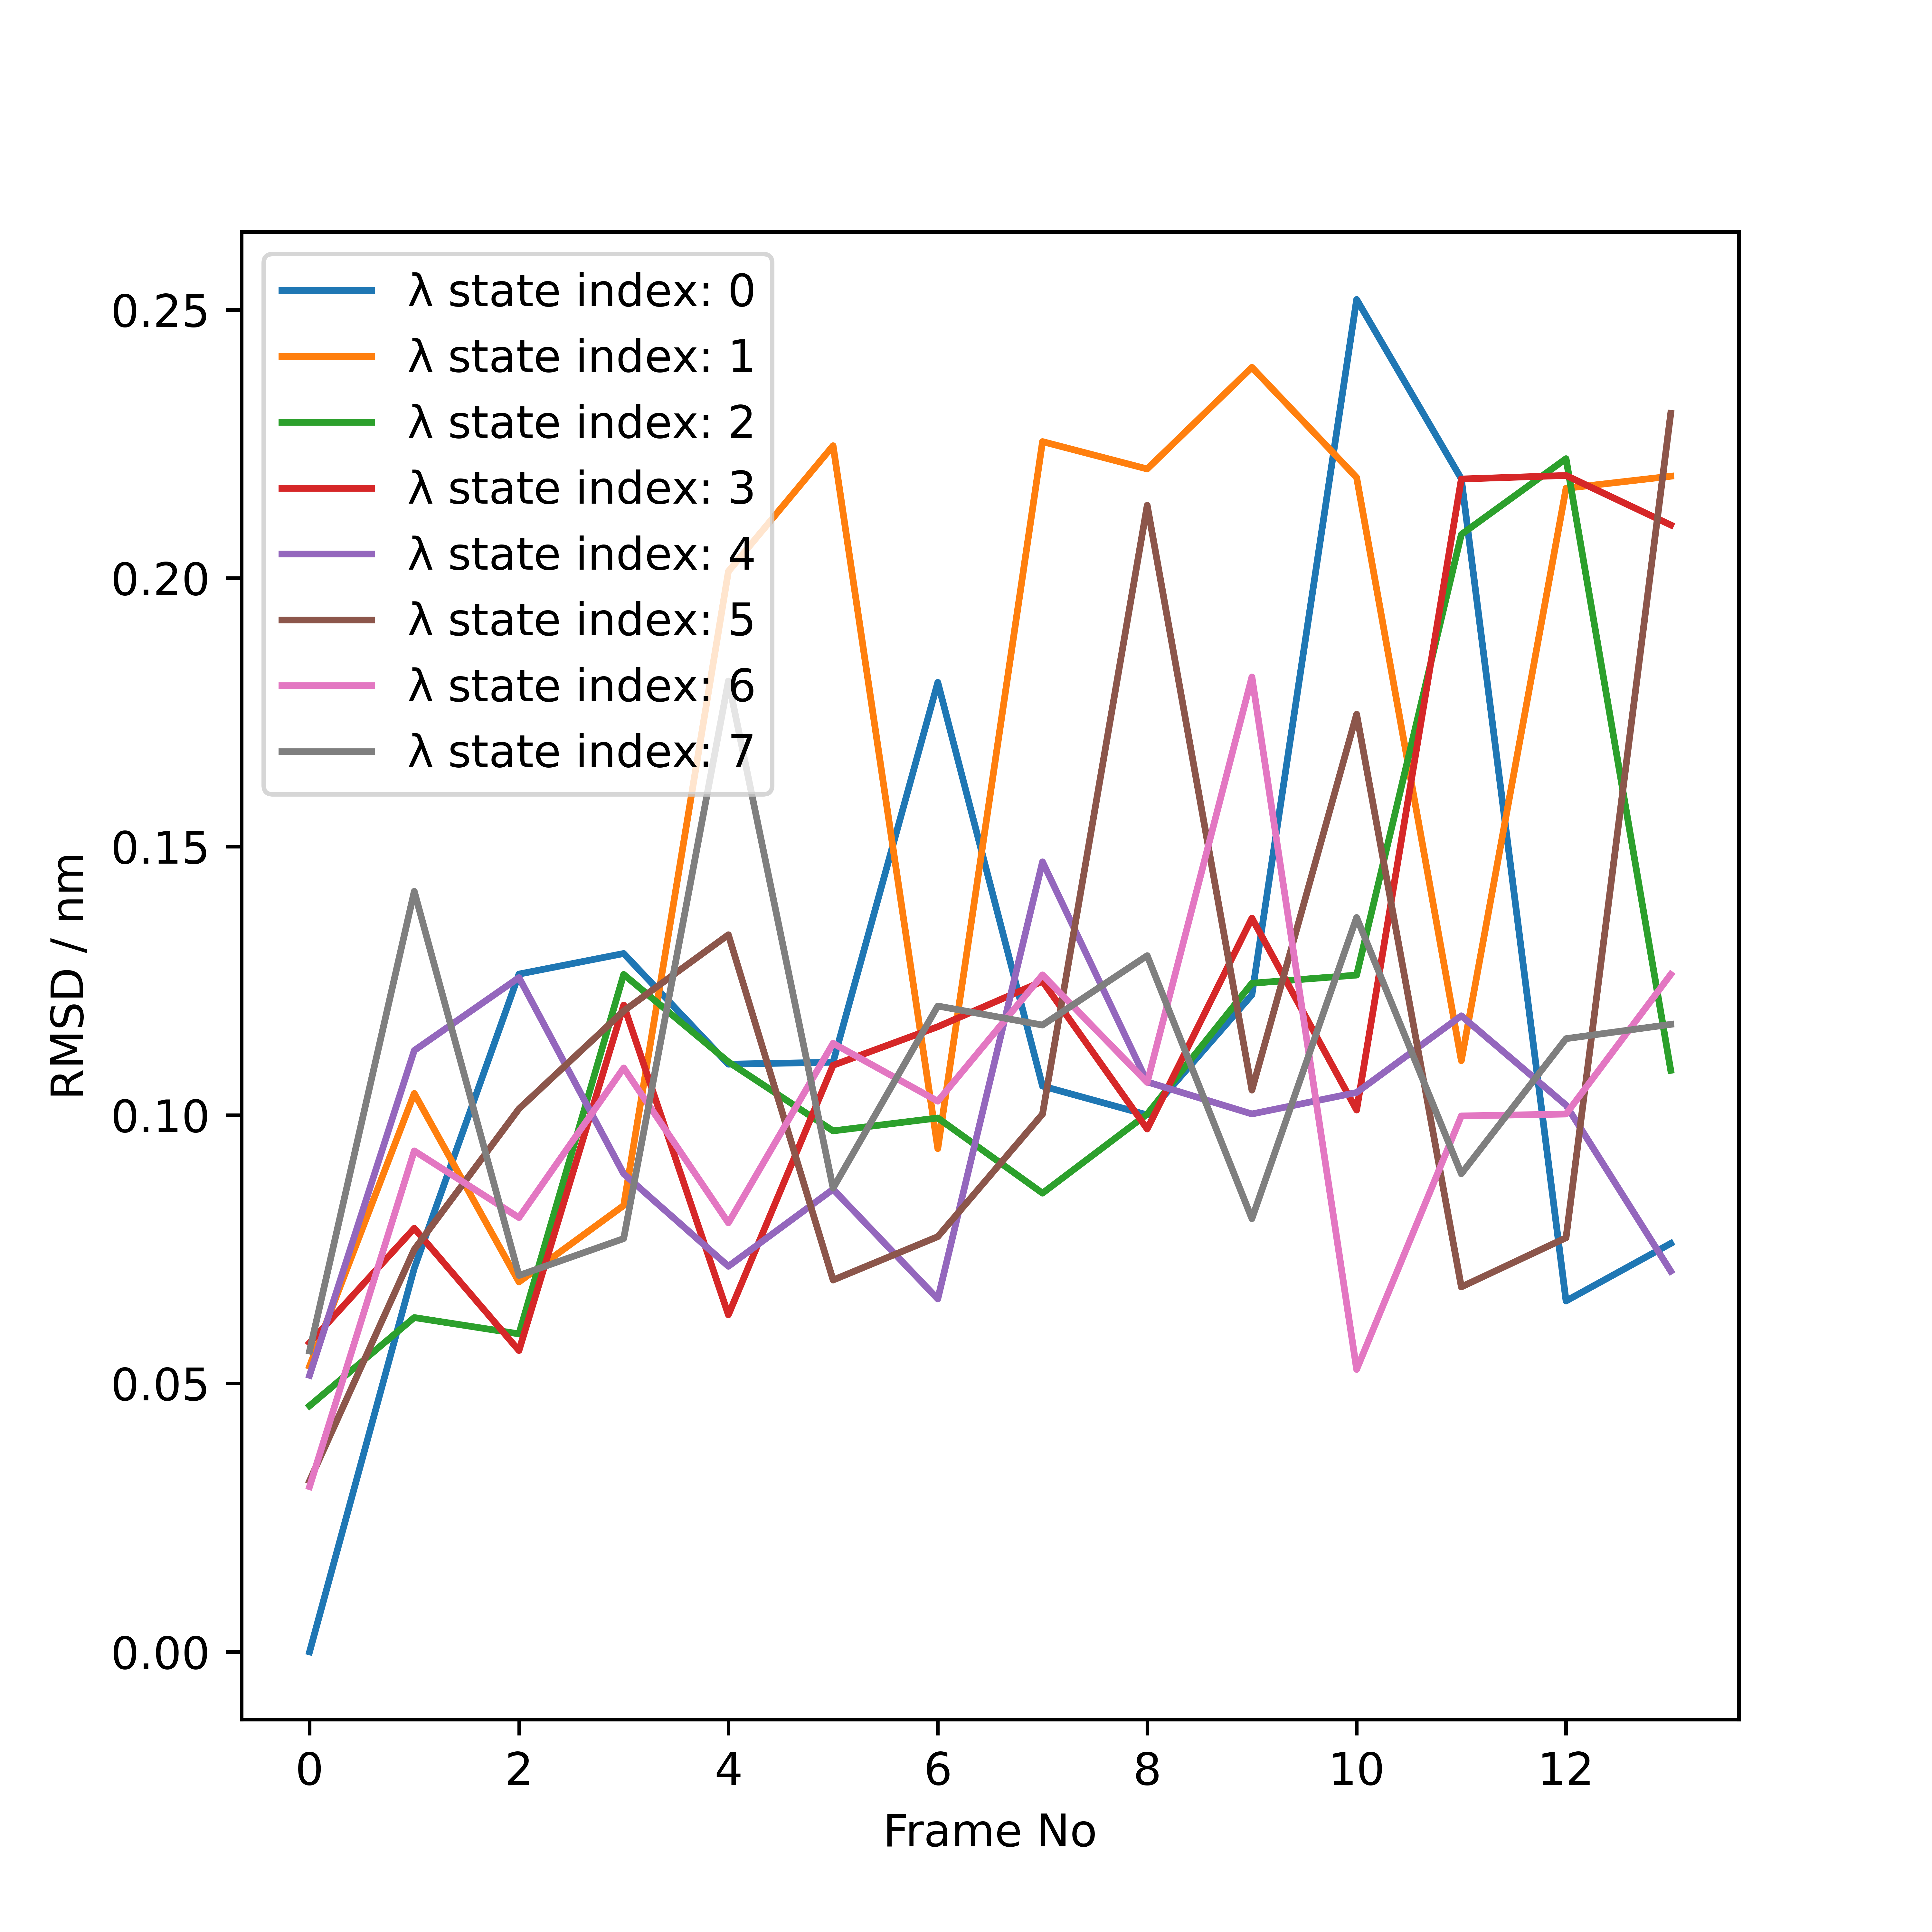 λ state index: 0
λ state index: 1
λ state index: 2
λ state index: 3
λ state index: 4
λ state index: 5
λ state index: 6
λ state index: 7
0.25
0.20
0.15
0.10
0.05
0.00
RMSD / nm
0 2 4 6 8 10 12
Frame No